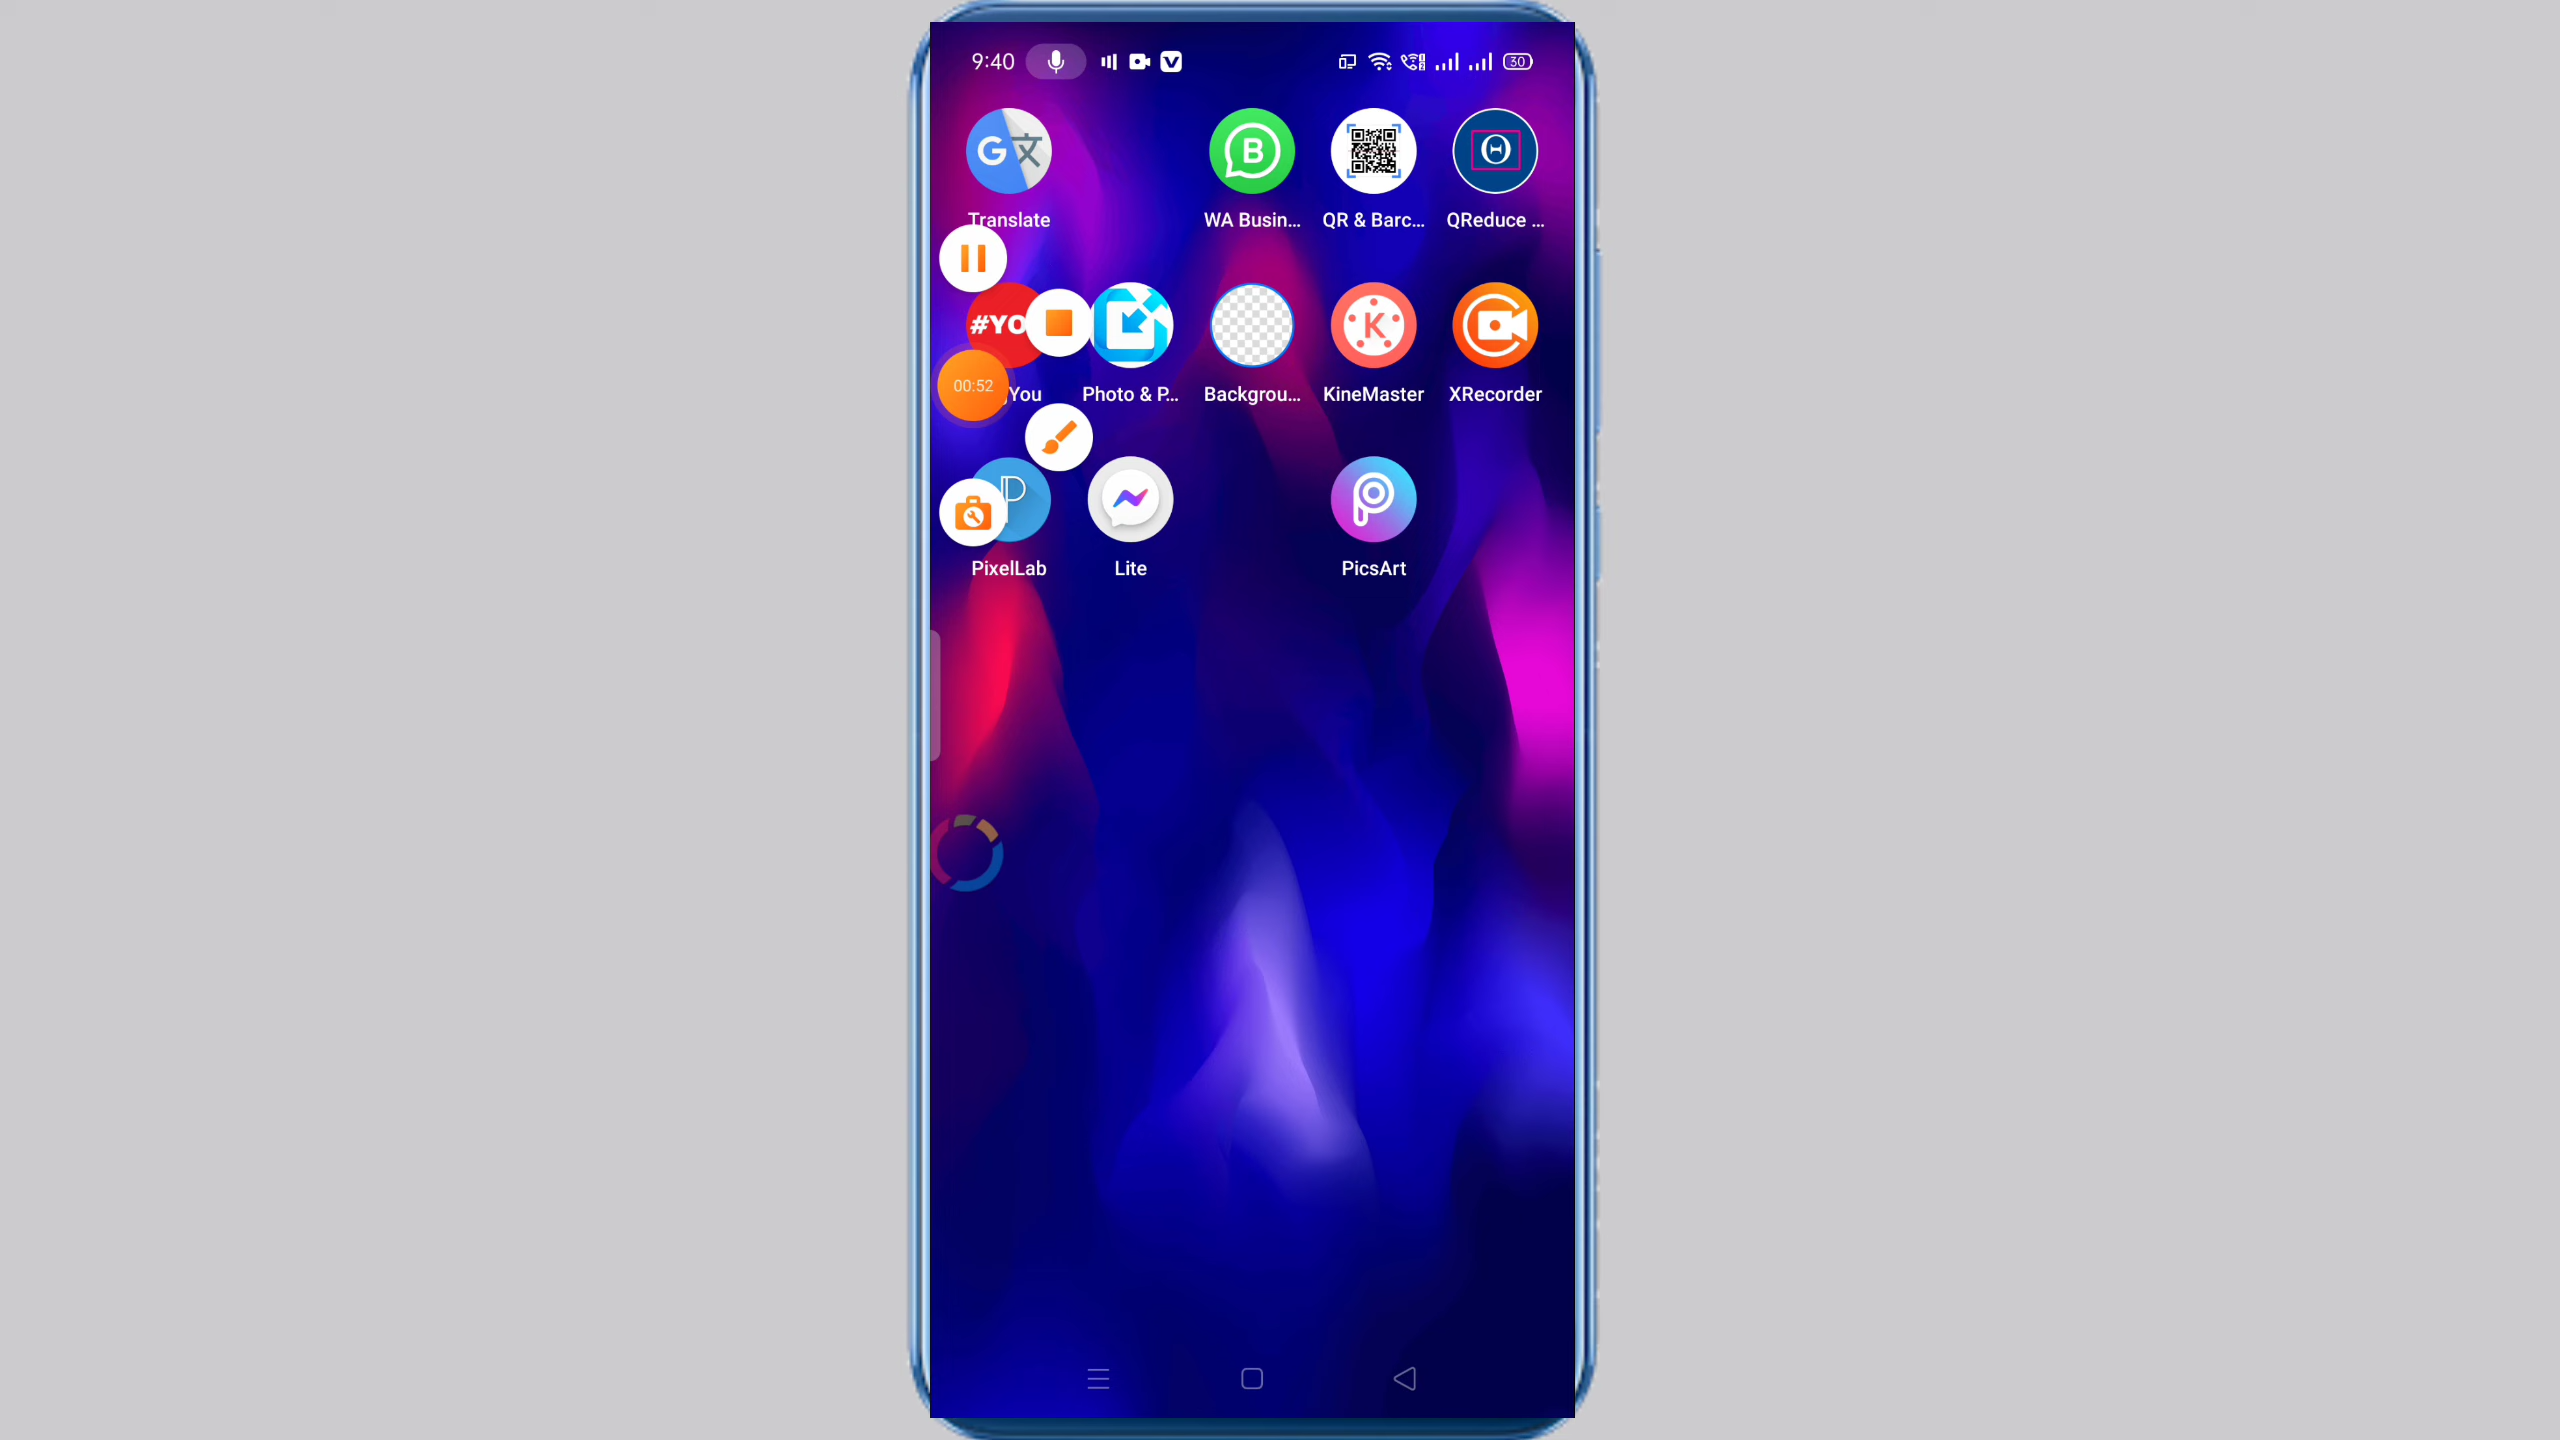 9:40
30
Translate
WA Busin...
QR & Barc...
QReduce ...
#YO
00:52
You
Photo & P...
Backgrou...
KineMaster
XRecorder
PixelLab
Lite
PicsArt